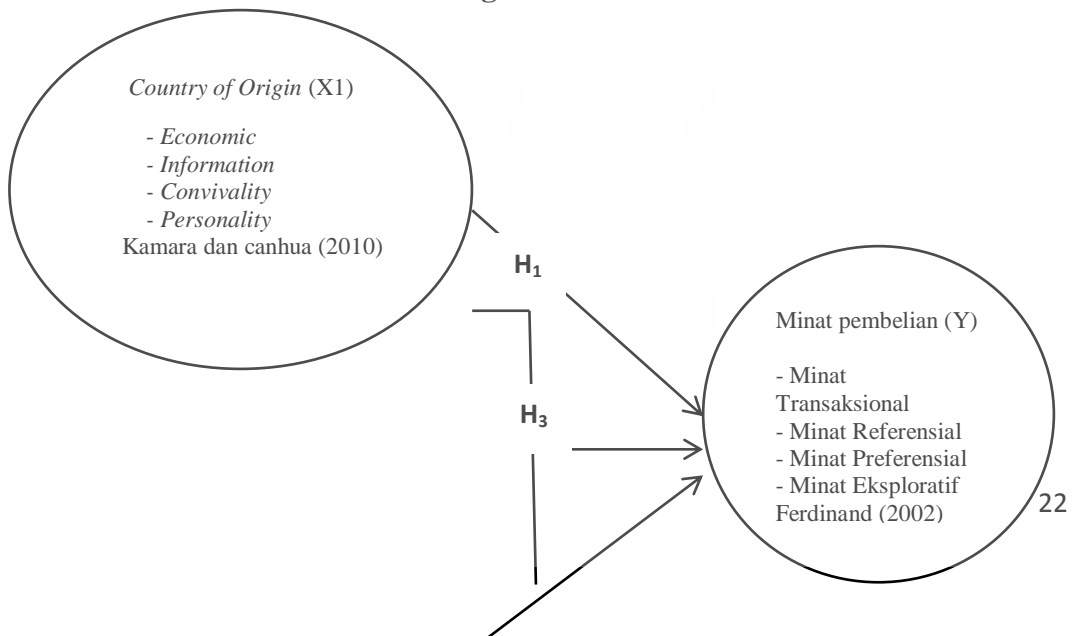 Country of Origin (X1)
- Economic
- Information
- Convivality
- Personality
Kamara dan canhua (2010)
H1
H3
Minat pembelian (Y)
- Minat
Transaksional
- Minat Referensial
- Minat Preferensial
- Minat Eksploratif
Ferdinand (2002)
22